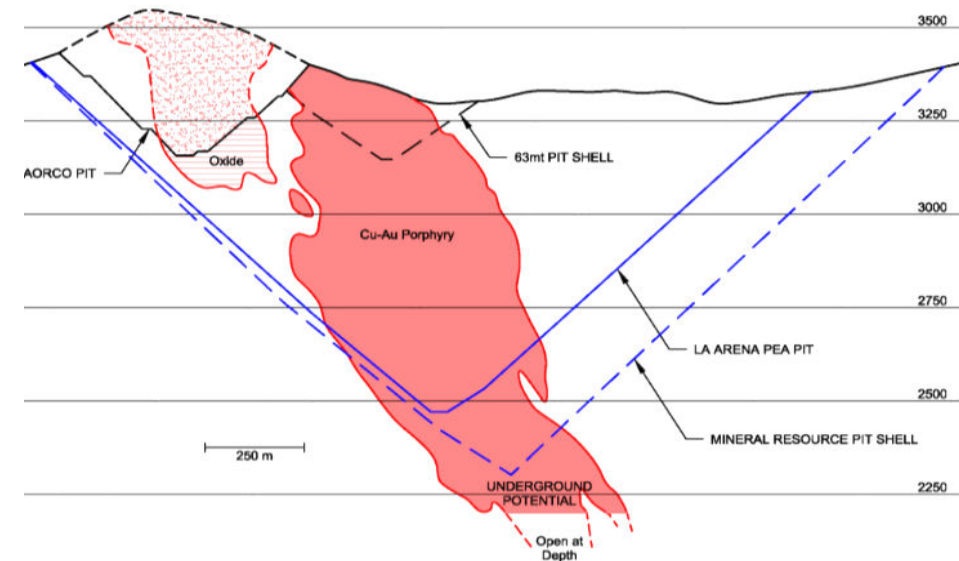 3500
3250
63mt PIT SHELL
AORCO PIT
Oxide
3000
Cu-Au Porphyry
2750
LA ARENA PEA PIT
2500
MINERAL RESOURCE PIT SHELL
250 m
UNDERGROUND
POTENTIAL
2250
Open at
Depth